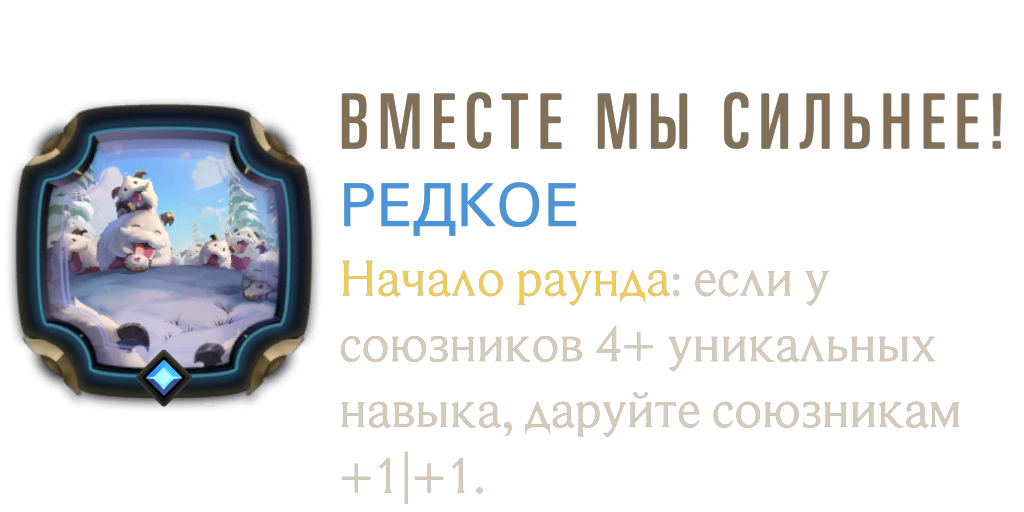 ВМЕСТЕ МЫ СИЛЬНЕЕ!
РЕДКОЕ
Начало раунда: если у
союзников 4+ уникальных
навыка, даруйте союзникам
+1|+1.